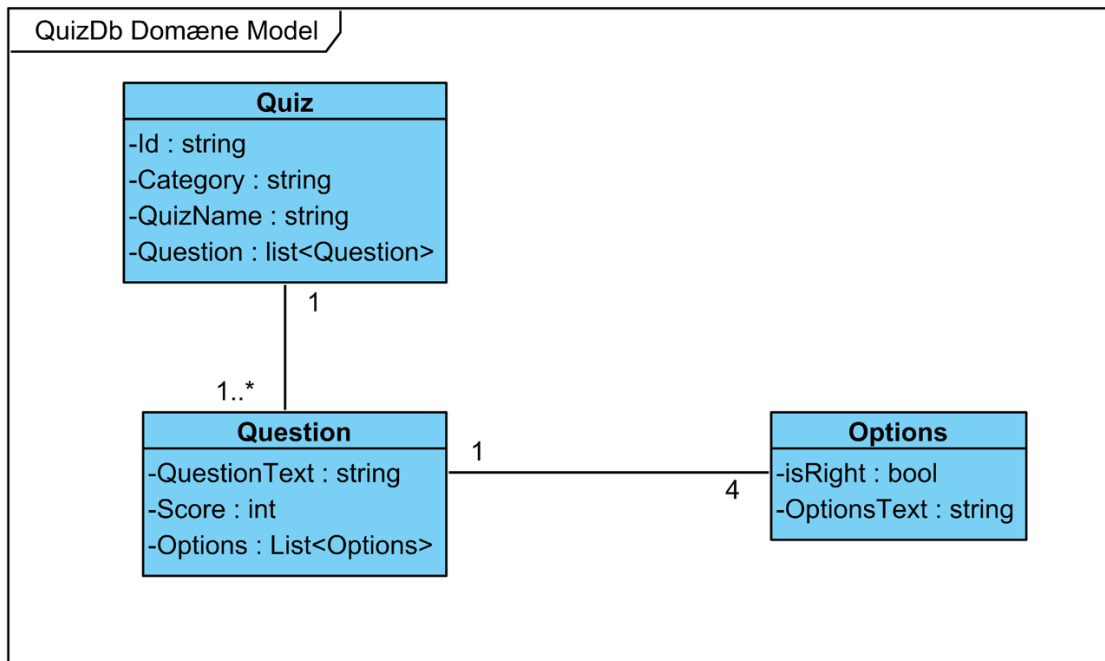 QuizDb Domæne Model
Quiz
-Id : string
-Category : string
-QuizName : string
-Question : list<Question>
1
1..*
Question
-QuestionText : string
-Score : int
-Options : List<Options>
1
4
Options
-isRight : bool
-OptionsText : string